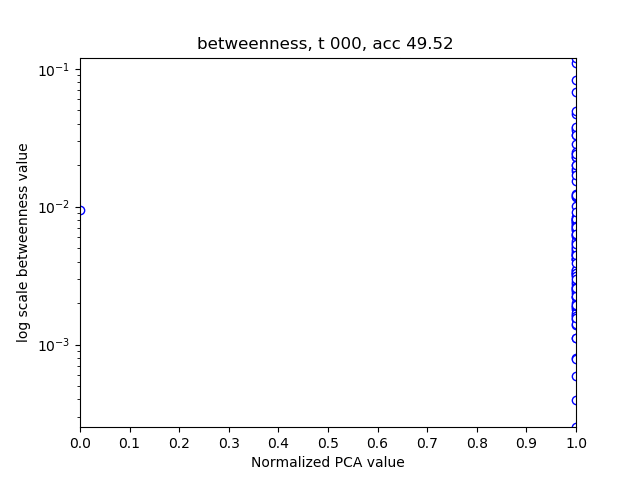 betweenness, t 000, acc 49.52
log scale betweenness value
10⁻¹
10⁻²
10⁻³
0.0 0.1 0.2 0.3 0.4 0.5 0.6 0.7 0.8 0.9 1.0
Normalized PCA value